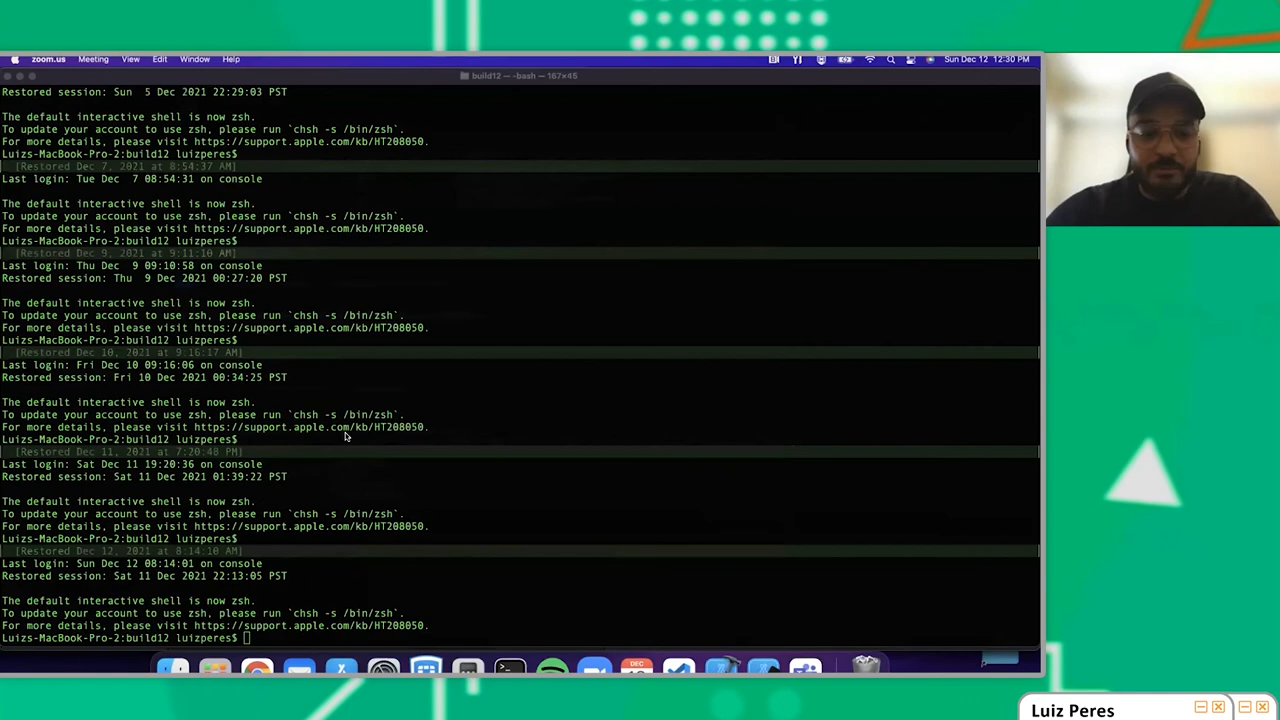 zoom.us Meeting View Edit Window Help Sun Dec 12 12:30 PM
build12 — -bash — 167×45
Restored session: Sun  5 Dec 2021 22:29:03 PST
The default interactive shell is now zsh.
To update your account to use zsh, please run `chsh -s /bin/zsh`.
For more details, please visit https://support.apple.com/kb/HT208050.
Luizs-MacBook-Pro-2:build12 luizperes$
[Restored Dec 7, 2021 at 8:54:37 AM]
Last login: Tue Dec  7 08:54:31 on console
The default interactive shell is now zsh.
To update your account to use zsh, please run `chsh -s /bin/zsh`.
For more details, please visit https://support.apple.com/kb/HT208050.
Luizs-MacBook-Pro-2:build12 luizperes$
[Restored Dec 9, 2021 at 9:11:10 AM]
Last login: Thu Dec  9 09:10:58 on console
Restored session: Thu  9 Dec 2021 00:27:20 PST
The default interactive shell is now zsh.
To update your account to use zsh, please run `chsh -s /bin/zsh`.
For more details, please visit https://support.apple.com/kb/HT208050.
Luizs-MacBook-Pro-2:build12 luizperes$
[Restored Dec 10, 2021 at 9:16:17 AM]
Last login: Fri Dec 10 09:16:06 on console
Restored session: Fri 10 Dec 2021 00:34:25 PST
The default interactive shell is now zsh.
To update your account to use zsh, please run `chsh -s /bin/zsh`.
For more details, please visit https://support.apple.com/kb/HT208050.
Luizs-MacBook-Pro-2:build12 luizperes$
[Restored Dec 11, 2021 at 7:20:48 PM]
Last login: Sat Dec 11 19:20:36 on console
Restored session: Sat 11 Dec 2021 01:39:22 PST
The default interactive shell is now zsh.
To update your account to use zsh, please run `chsh -s /bin/zsh`.
For more details, please visit https://support.apple.com/kb/HT208050.
Luizs-MacBook-Pro-2:build12 luizperes$
[Restored Dec 12, 2021 at 8:14:10 AM]
Last login: Sun Dec 12 08:14:01 on console
Restored session: Sat 11 Dec 2021 22:13:05 PST
The default interactive shell is now zsh.
To update your account to use zsh, please run `chsh -s /bin/zsh`.
For more details, please visit https://support.apple.com/kb/HT208050.
Luizs-MacBook-Pro-2:build12 luizperes$
DEC
Luiz Peres